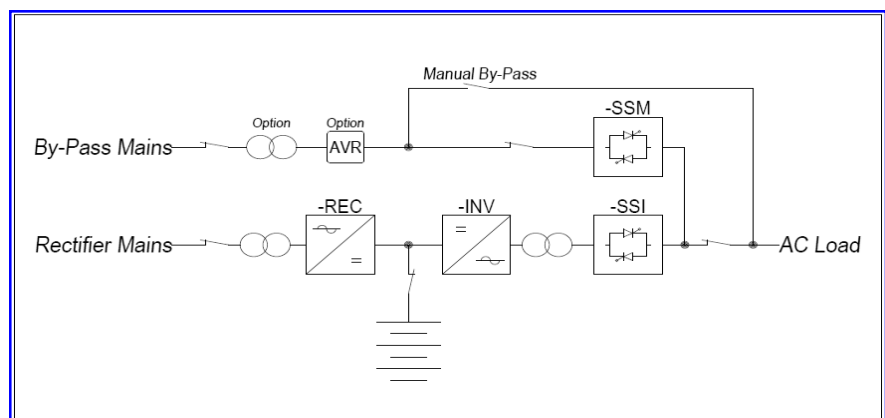 Manual By-Pass
-SSM
Option
Option
By-Pass Mains
AVR
-REC
-INV
-SSI
Rectifier Mains
AC Load